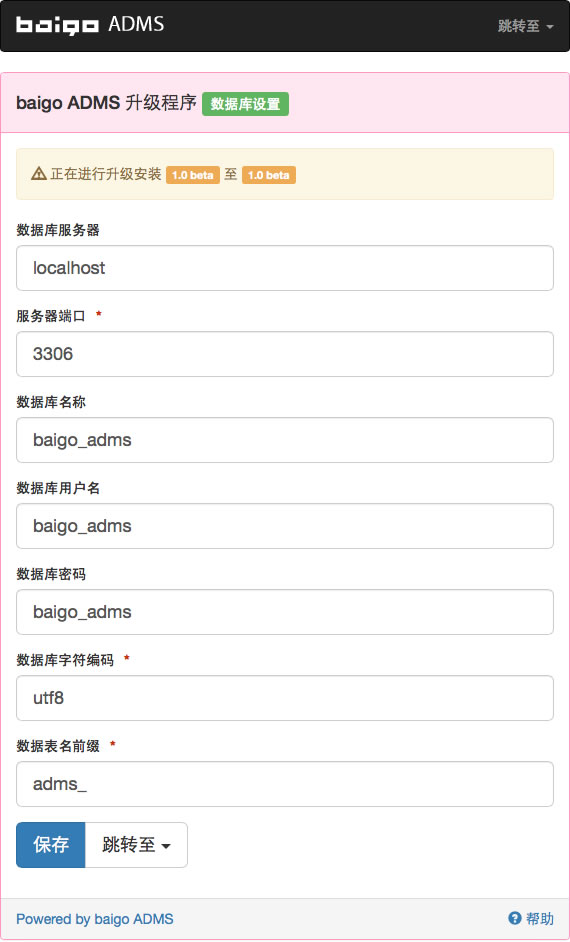 baigo ADMS 跳转至
baigo ADMS 升级程序 数据库设置
正在进行升级安装 1.0 beta 至 1.0 beta
数据库服务器
localhost
服务器端口 *
3306
数据库名称
baigo_adms
数据库用户名
baigo_adms
数据库密码
baigo_adms
数据库字符编码 *
utf8
数据表名前缀 *
adms_
保存 跳转至
Powered by baigo ADMS 帮助